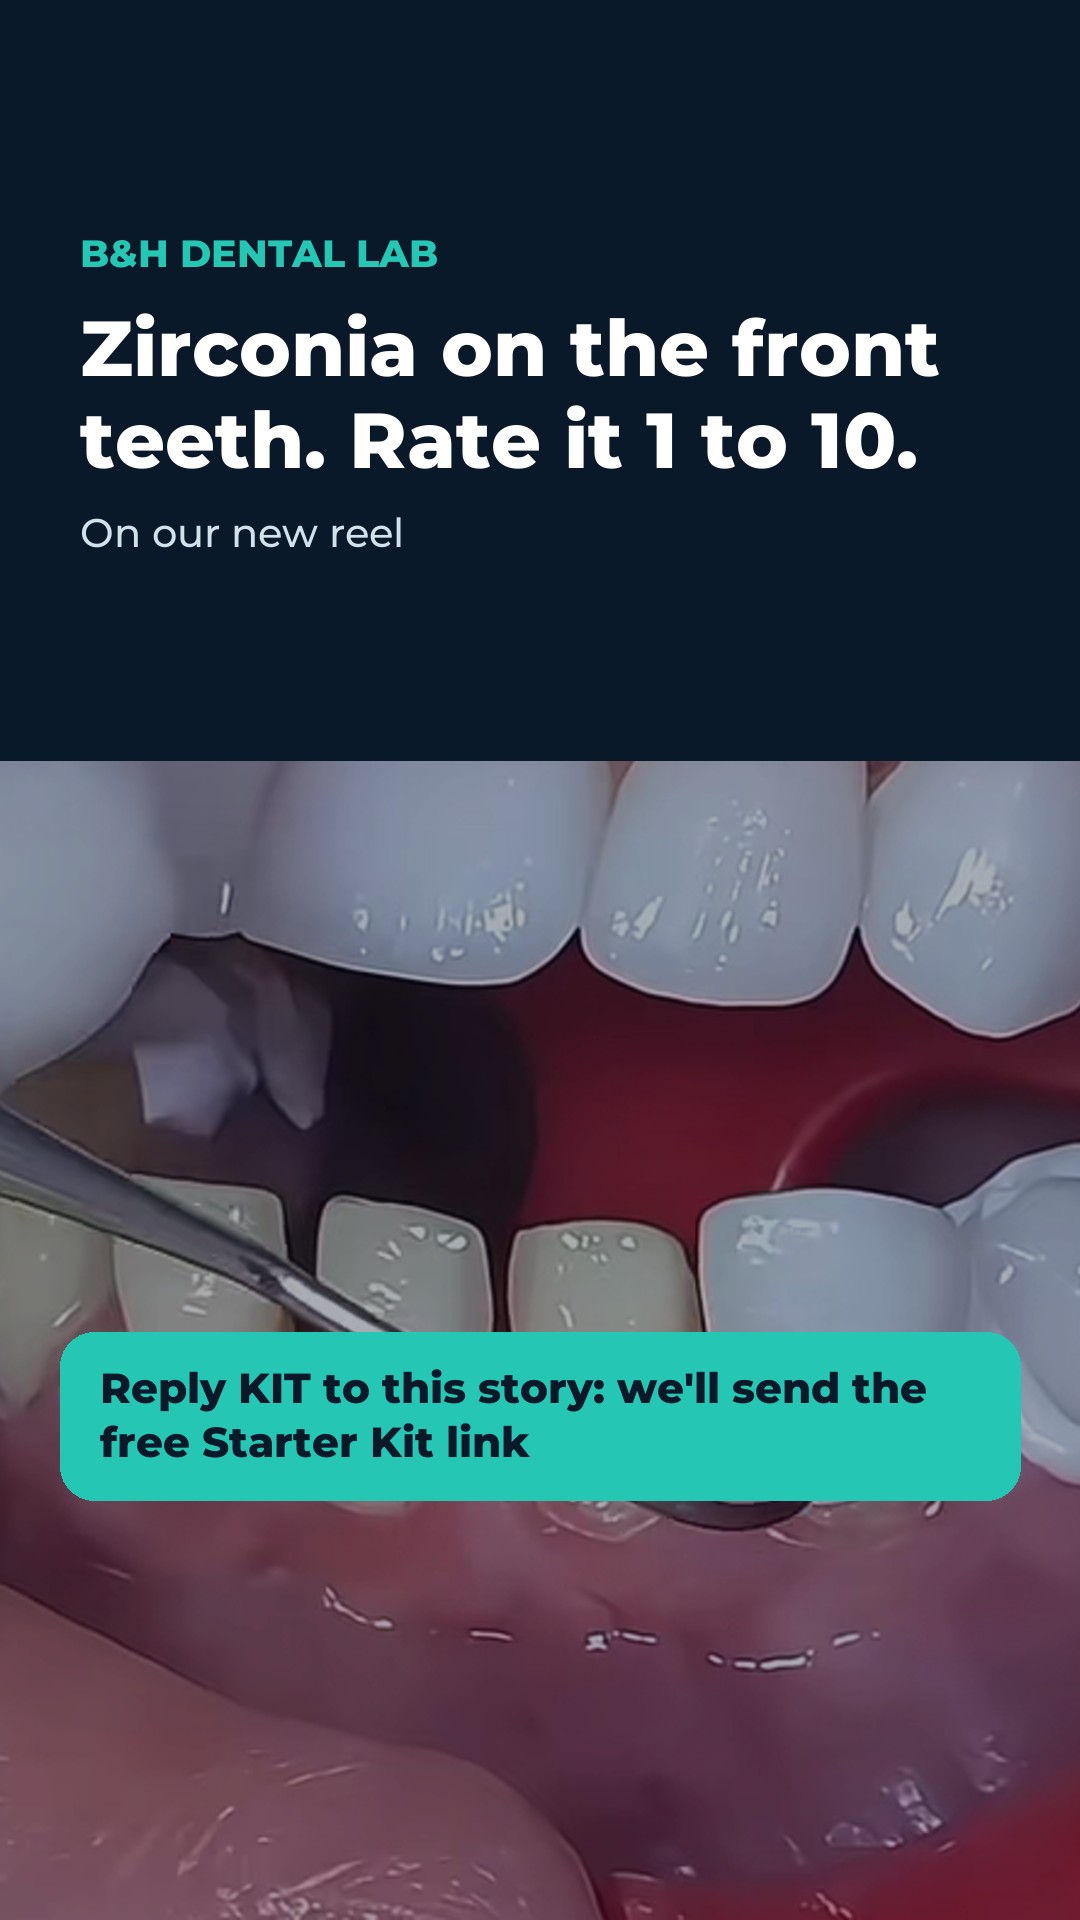 B&H DENTAL LAB
Zirconia on the front
teeth. Rate it 1 to 10.
On our new reel
Reply KIT to this story: we'll send the
free Starter Kit link